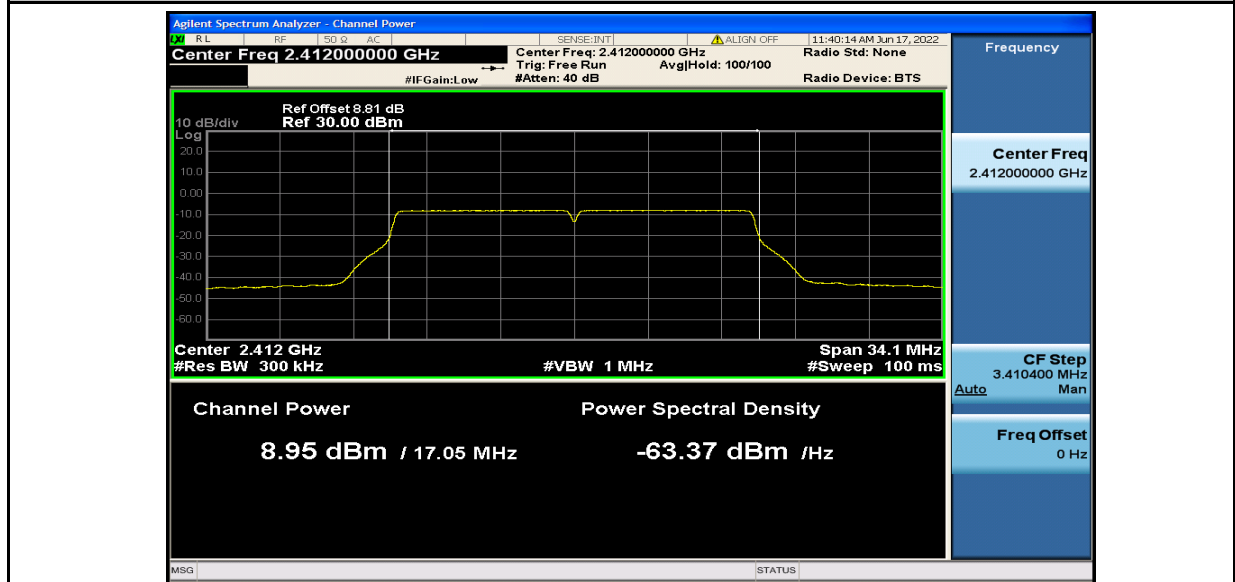 Agilent Spectrum Analyzer - Channel Power
LXI RL RF 50 Ω AC SENSE:INT ALIGN OFF 11:40:14 AM Jun 17, 2022
Center Freq 2.412000000 GHz
Center Freq: 2.412000000 GHz Radio Std: None
Trig: Free Run Avg|Hold: 100/100
#IFGain:Low #Atten: 40 dB Radio Device: BTS
Ref Offset 8.81 dB
10 dB/div Ref 30.00 dBm
Log
20.0
10.0
0.00
-10.0
-20.0
-30.0
-40.0
-50.0
-60.0
Center 2.412 GHz Span 34.1 MHz
#Res BW 300 kHz #VBW 1 MHz #Sweep 100 ms
Channel Power Power Spectral Density
8.95 dBm / 17.05 MHz -63.37 dBm /Hz
MSG STATUS
Frequency
Center Freq
2.412000000 GHz
CF Step
3.410400 MHz
Auto Man
Freq Offset
0 Hz